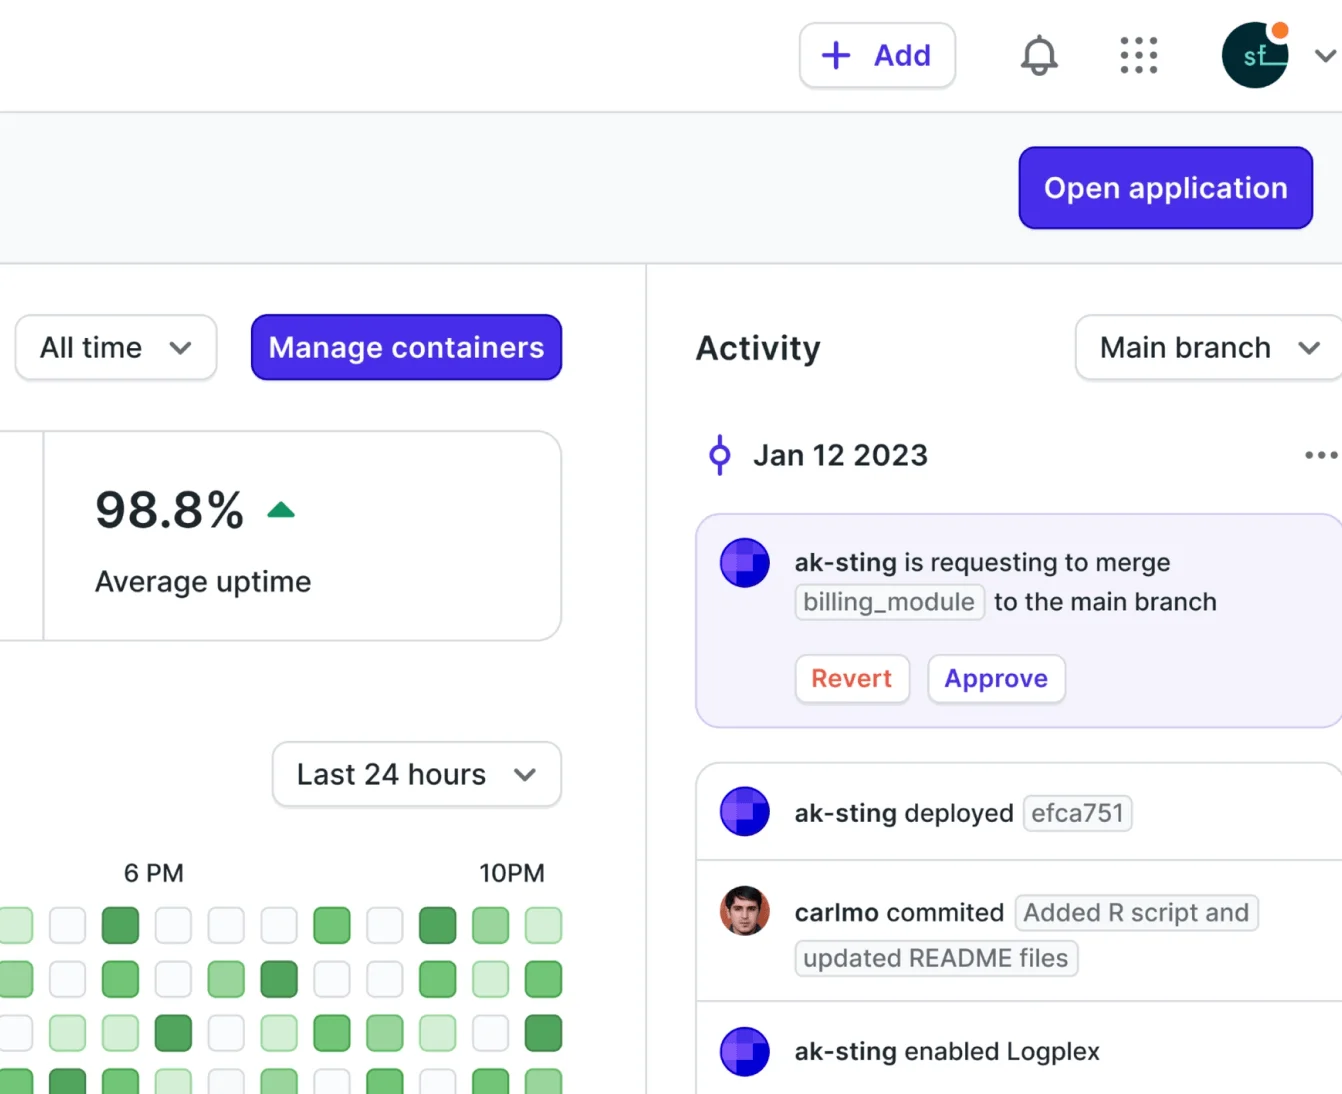 Add
sf
Open application
All time
Manage containers
98.8%
Average uptime
Last 24 hours
6 PM
10PM
Activity
Main branch
Jan 12 2023
ak-sting is requesting to merge
billing_module to the main branch
Revert
Approve
ak-sting deployed efca751
carlmo commited Added R script and
updated README files
ak-sting enabled Logplex